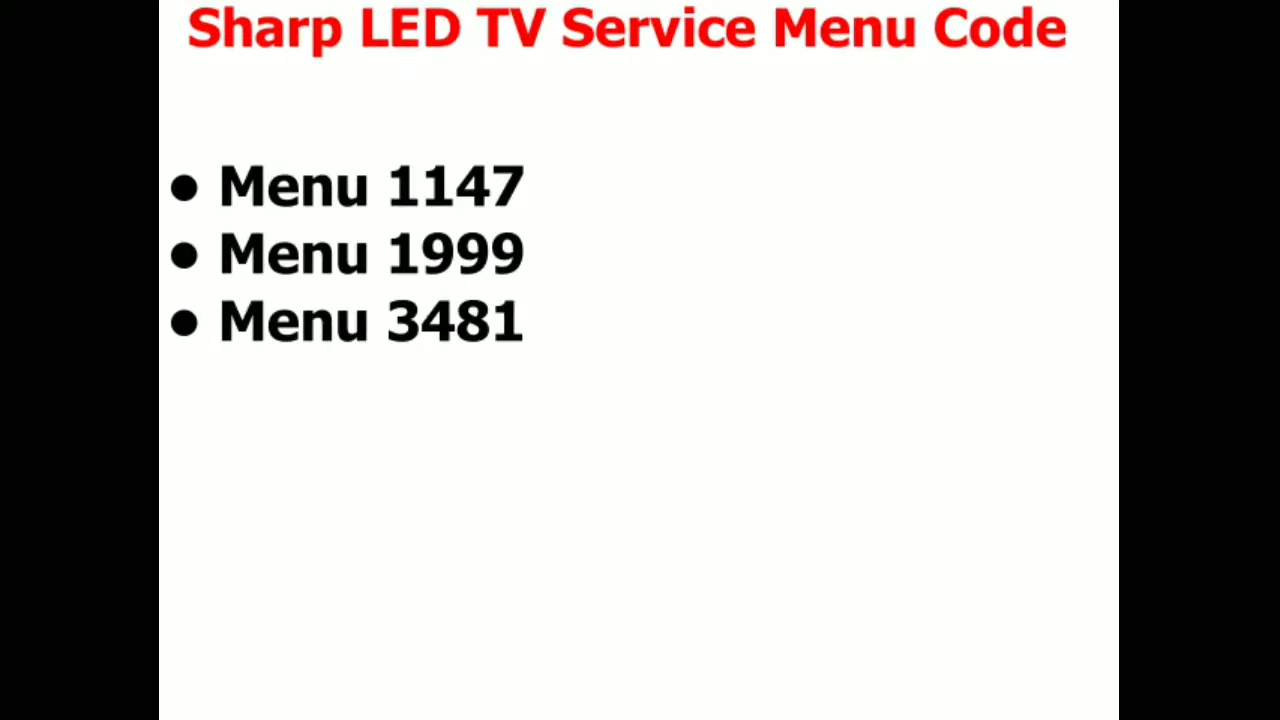 Sharp LED TV Service Menu Code
• Menu 1147
• Menu 1999
• Menu 3481